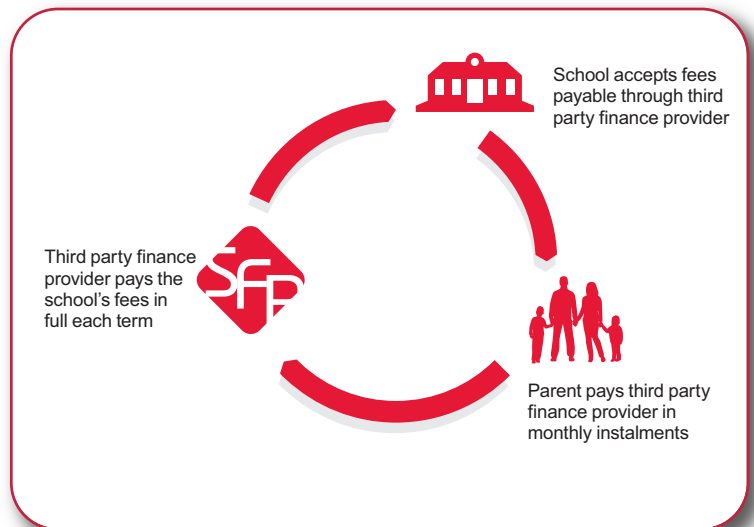 School accepts fees
payable through third
party finance provider
Third party finance
provider pays the
school's fees in
full each term
SFP
Parent pays third party
finance provider in
monthly instalments